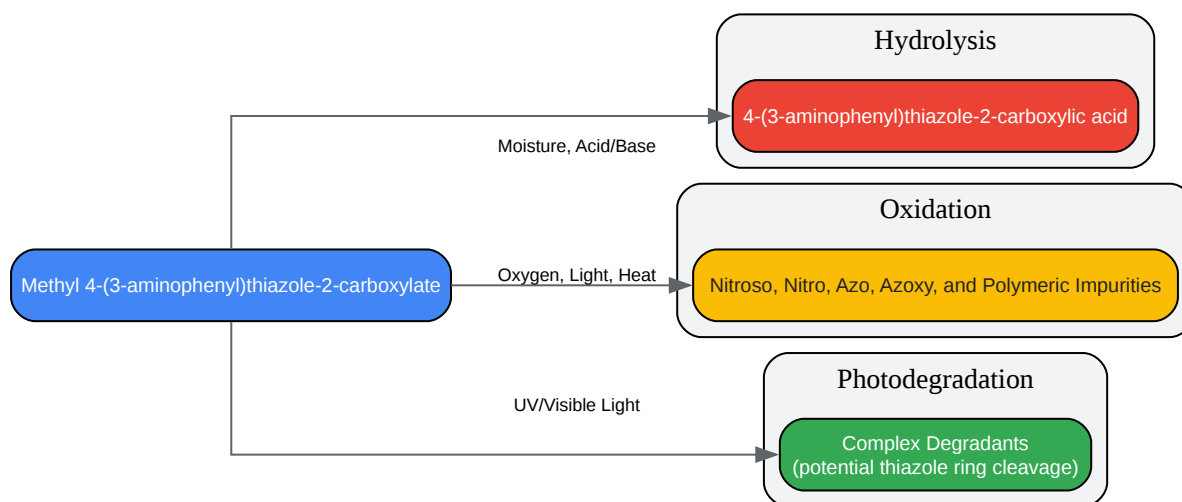 Hydrolysis
4-(3-aminophenyl)thiazole-2-carboxylic acid
Moisture, Acid/Base
Oxidation
Methyl 4-(3-aminophenyl)thiazole-2-carboxylate
Oxygen, Light, Heat
Nitroso, Nitro, Azo, Azoxy, and Polymeric Impurities
Photodegradation
UV/Visible Light
Complex Degradants
(potential thiazole ring cleavage)